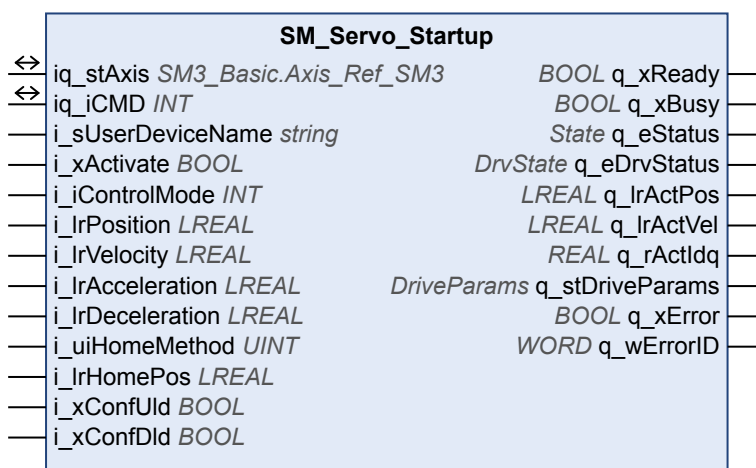 SM_Servo_Startup
iq_stAxis SM3_Basic.Axis_Ref_SM3 BOOL q_xReady
iq_iCMD INT BOOL q_xBusy
i_sUserDeviceName string State q_eStatus
i_xActivate BOOL DrvState q_eDrvStatus
i_iControlMode INT LREAL q_lrActPos
i_lrPosition LREAL LREAL q_lrActVel
i_lrVelocity LREAL REAL q_rActIdq
i_lrAcceleration LREAL DriveParams q_stDriveParams
i_lrDeceleration LREAL BOOL q_xError
i_uiHomeMethod UINT WORD q_wErrorID
i_lrHomePos LREAL
i_xConfUld BOOL
i_xConfDld BOOL